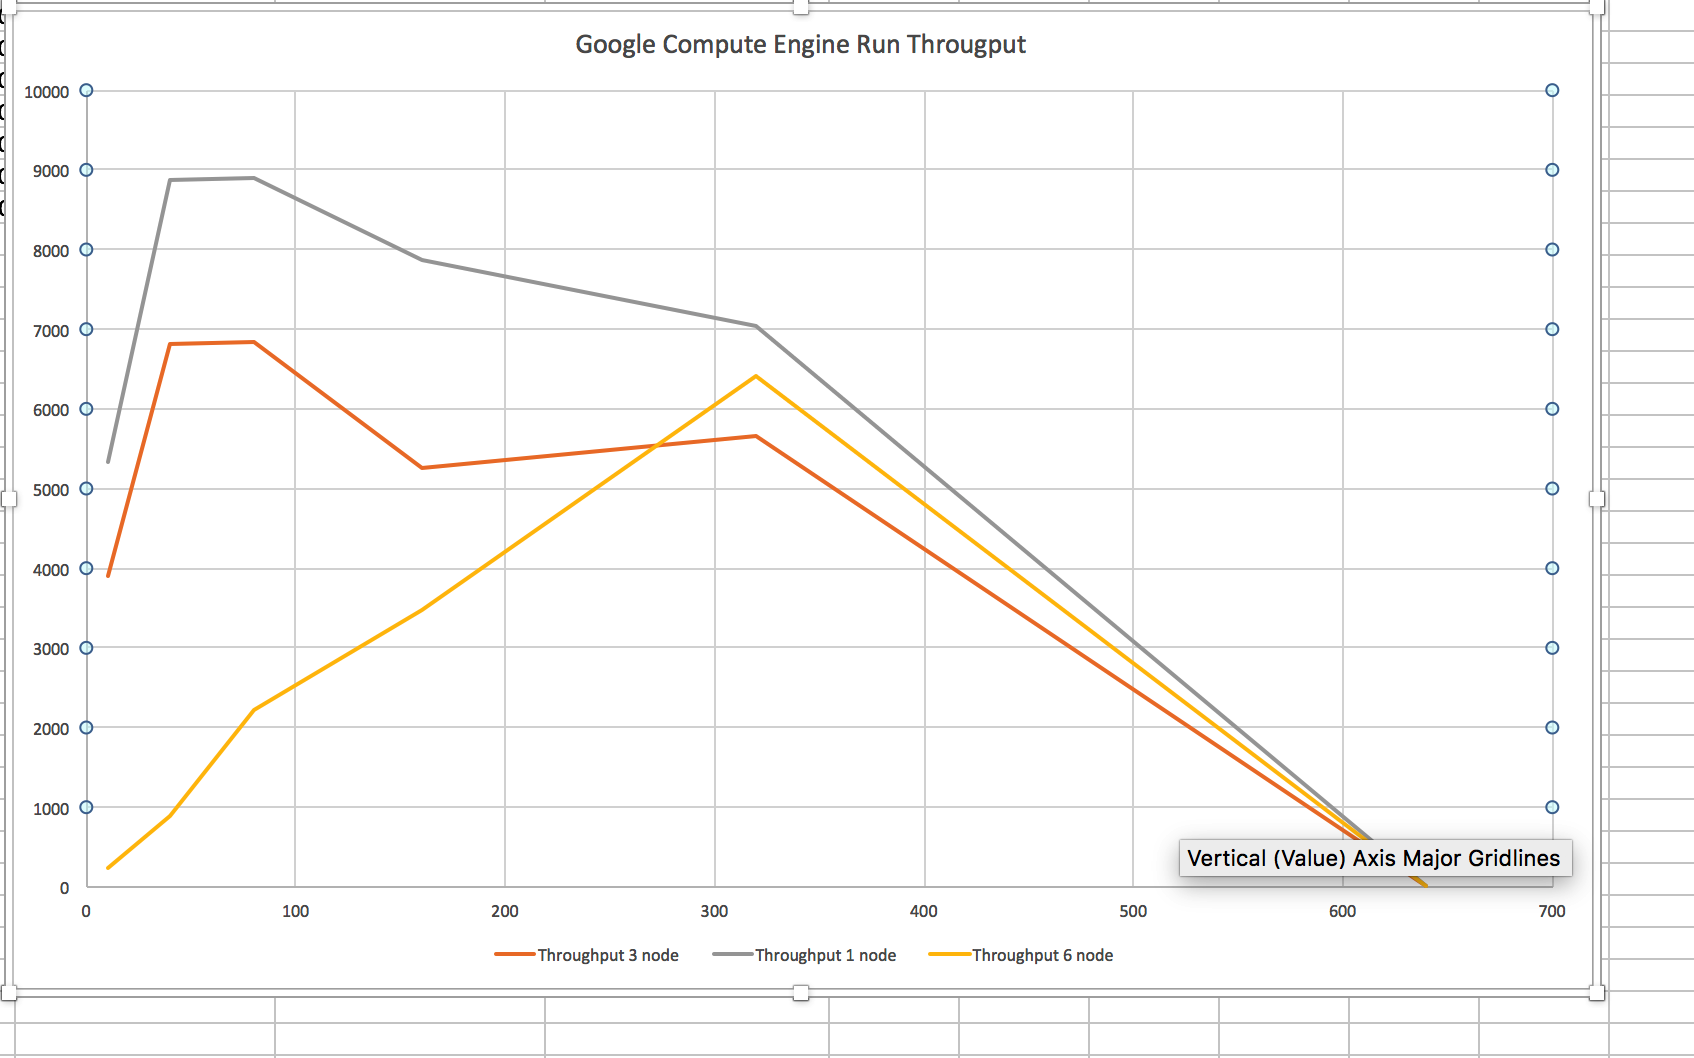 Google Compute Engine Run Througput
10000
9000
8000
7000
6000
5000
4000
3000
2000
1000
0
Vertical (Value) Axis Major Gridlines
0 100 200 300 400 500 600 700
Throughput 3 node Throughput 1 node Throughput 6 node